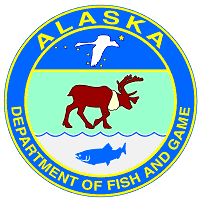 ALASKA
DEPARTMENT OF FISH AND GAME